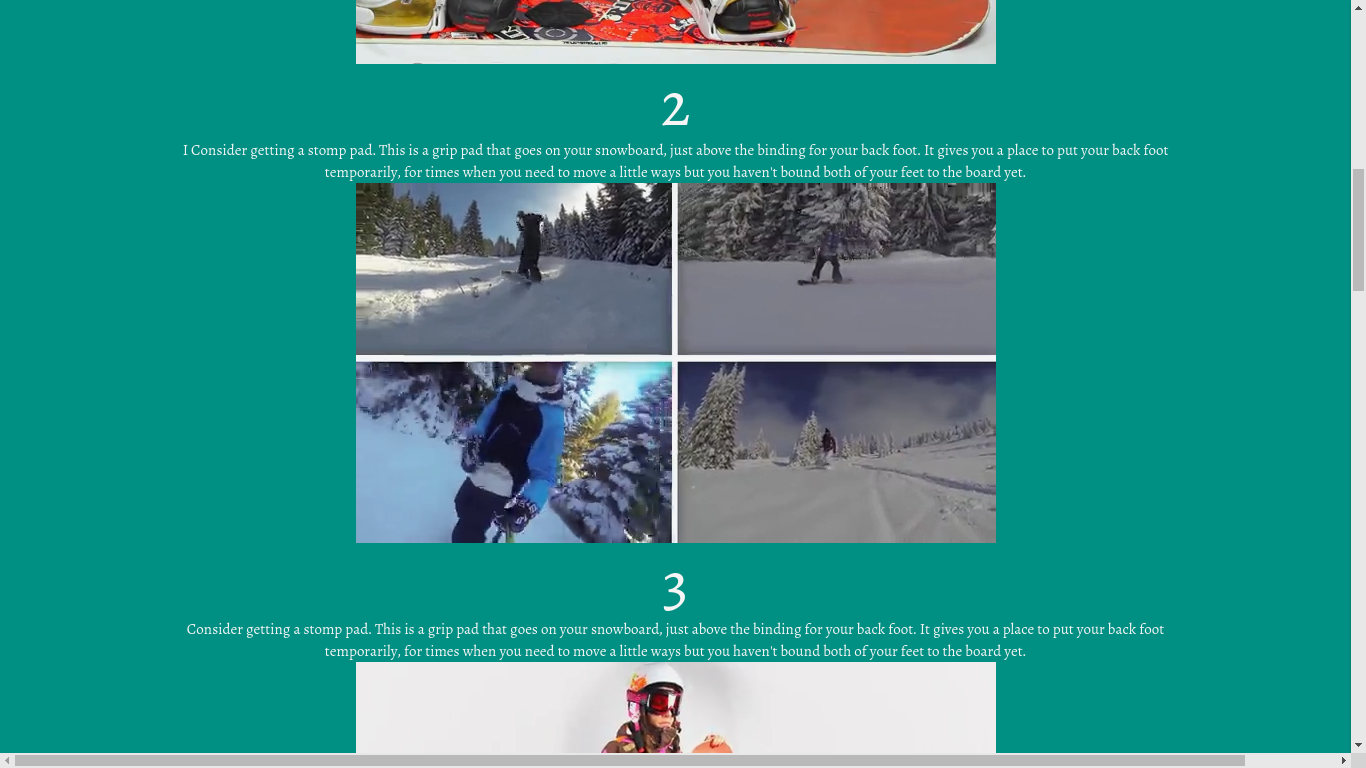 2
I Consider getting a stomp pad. This is a grip pad that goes on your snowboard, just above the binding for your back foot. It gives you a place to put your back foot
temporarily, for times when you need to move a little ways but you haven't bound both of your feet to the board yet.
3
Consider getting a stomp pad. This is a grip pad that goes on your snowboard, just above the binding for your back foot. It gives you a place to put your back foot
temporarily, for times when you need to move a little ways but you haven't bound both of your feet to the board yet.